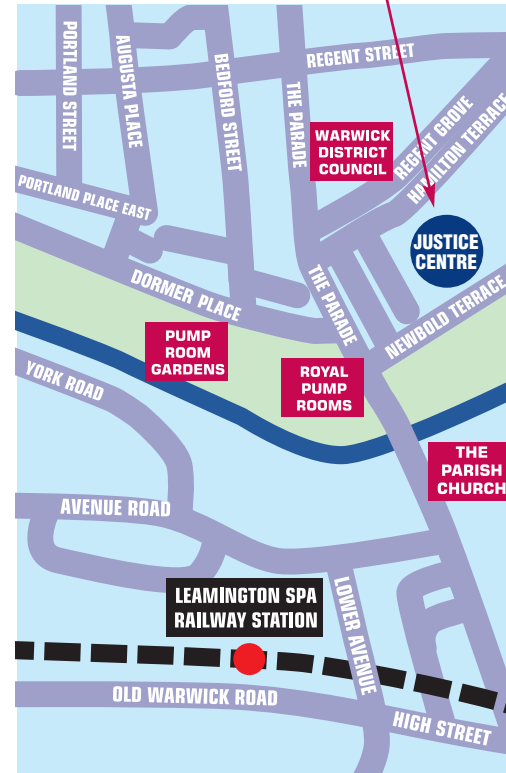 PORTLAND STREET
AUGUSTA PLACE
BEDFORD STREET
THE PARADE
REGENT STREET
WARWICK
DISTRICT
COUNCIL
REGENT GROVE
HAMILTON TERRACE
PORTLAND PLACE EAST
JUSTICE
CENTRE
DORMER PLACE
THE PARADE
NEWBOLD TERRACE
PUMP
ROOM
GARDENS
ROYAL
PUMP
ROOMS
YORK ROAD
THE
PARISH
CHURCH
AVENUE ROAD
LEAMINGTON SPA
RAILWAY STATION
LOWER AVENUE
OLD WARWICK ROAD
HIGH STREET